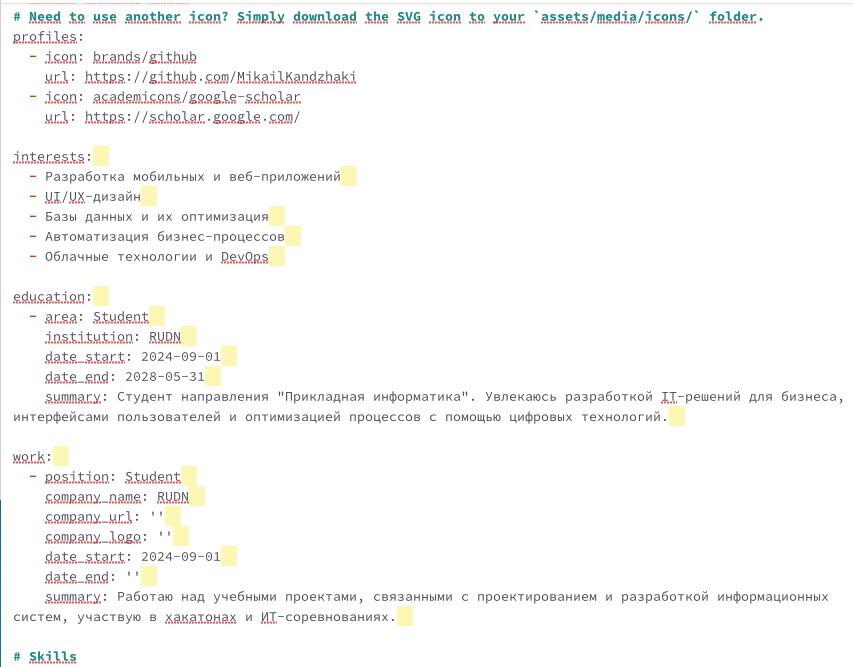 # Need to use another icon? Simply download the SVG icon to your `assets/media/icons/` folder.
profiles:
  - icon: brands/github
    url: https://github.com/MikailKandzhaki
  - icon: academicons/google-scholar
    url: https://scholar.google.com/

interests:
  - Разработка мобильных и веб-приложений
  - UI/UX-дизайн
  - Базы данных и их оптимизация
  - Автоматизация бизнес-процессов
  - Облачные технологии и DevOps

education:
  - area: Student
    institution: RUDN
    date_start: 2024-09-01
    date_end: 2028-05-31
    summary: Студент направления "Прикладная информатика". Увлекаюсь разработкой IT-решений для бизнеса,
интерфейсами пользователей и оптимизацией процессов с помощью цифровых технологий.

work:
  - position: Student
    company_name: RUDN
    company_url: ''
    company_logo: ''
    date_start: 2024-09-01
    date_end: ''
    summary: Работаю над учебными проектами, связанными с проектированием и разработкой информационных
систем, участвую в хакатонах и ИТ-соревнованиях.

# Skills